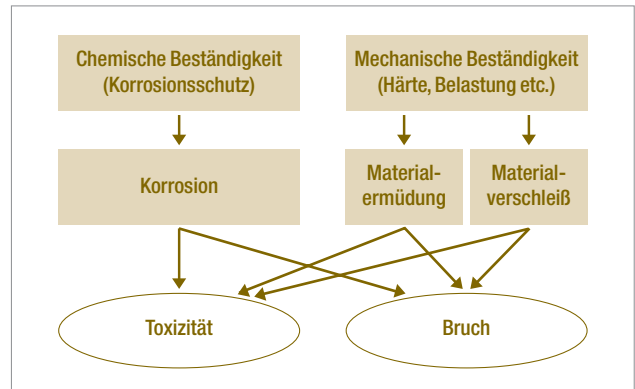 Chemische Beständigkeit
(Korrosionsschutz)
Mechanische Beständigkeit
(Härte, Belastung etc.)
Korrosion
Material-
ermüdung
Material-
verschleiß
Toxizität
Bruch